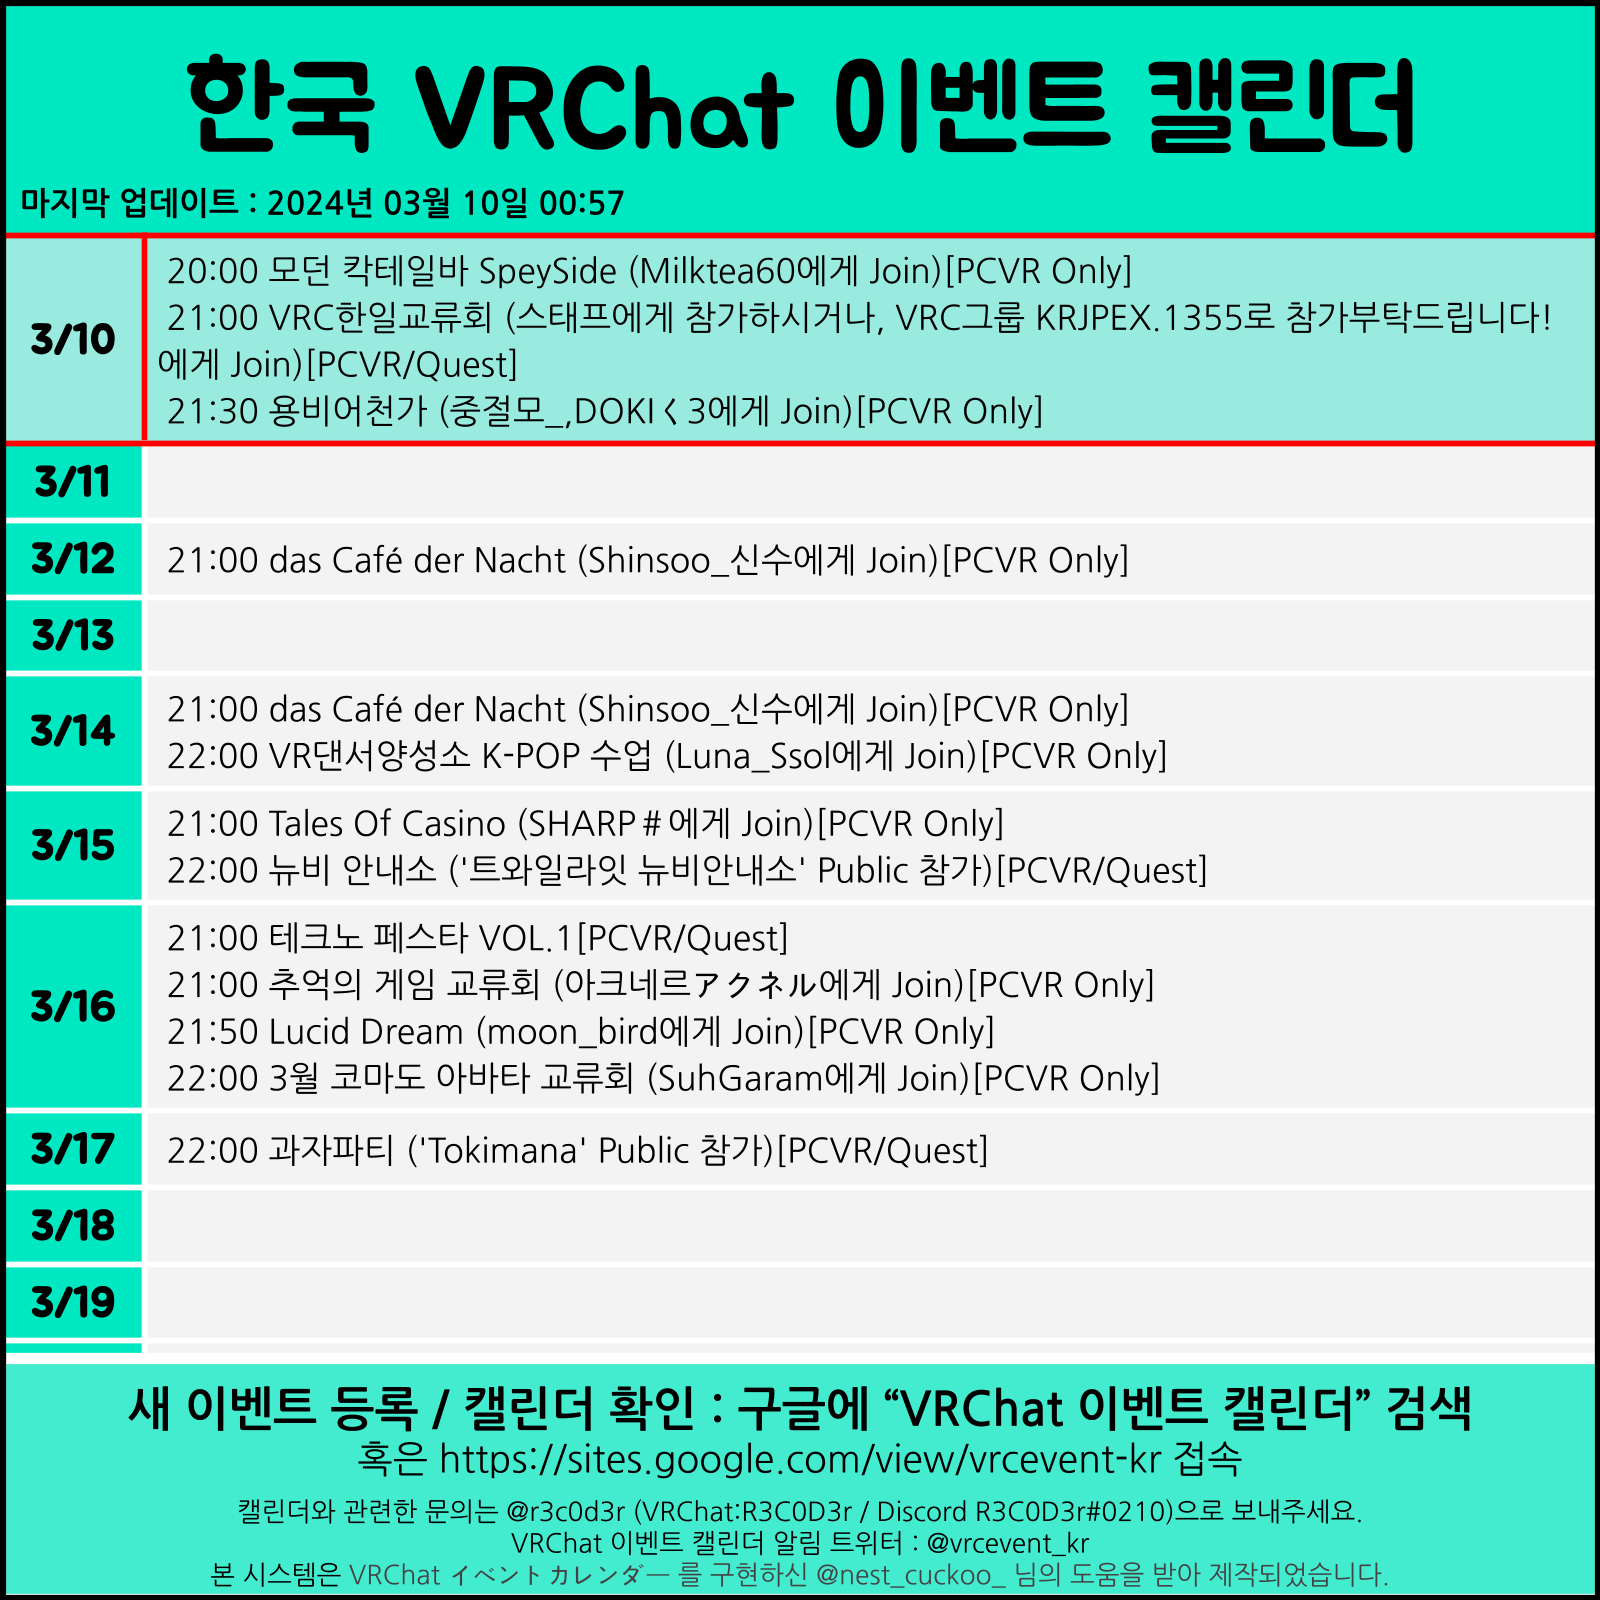 한국 VRChat 이벤트 캘린더
마지막 업데이트 : 2024년 03월 10일 00:57
3/10
20:00 모던 칵테일바 SpeySide (Milktea60에게 Join)[PCVR Only]
21:00 VRC한일교류회 (스태프에게 참가하시거나, VRC그룹 KRJPEX.1355로 참가부탁드립니다!
에게 Join)[PCVR/Quest]
21:30 용비어천가 (중절모_,DOKIく3에게 Join)[PCVR Only]
3/11
3/12
21:00 das Café der Nacht (Shinsoo_신수에게 Join)[PCVR Only]
3/13
3/14
21:00 das Café der Nacht (Shinsoo_신수에게 Join)[PCVR Only]
22:00 VR댄서양성소 K-POP 수업 (Luna_Ssol에게 Join)[PCVR Only]
3/15
21:00 Tales Of Casino (SHARP＃에게 Join)[PCVR Only]
22:00 뉴비 안내소 ('트와일라잇 뉴비안내소' Public 참가)[PCVR/Quest]
3/16
21:00 테크노 페스타 VOL.1[PCVR/Quest]
21:00 추억의 게임 교류회 (아크네르アクネル에게 Join)[PCVR Only]
21:50 Lucid Dream (moon_bird에게 Join)[PCVR Only]
22:00 3월 코마도 아바타 교류회 (SuhGaram에게 Join)[PCVR Only]
3/17
22:00 과자파티 ('Tokimana' Public 참가)[PCVR/Quest]
3/18
3/19
새 이벤트 등록 / 캘린더 확인 : 구글에 “VRChat 이벤트 캘린더” 검색
혹은 https://sites.google.com/view/vrcevent-kr 접속
캘린더와 관련한 문의는 @r3c0d3r (VRChat:R3C0D3r / Discord R3C0D3r#0210)으로 보내주세요.
VRChat 이벤트 캘린더 알림 트위터 : @vrcevent_kr
본 시스템은 VRChat イベントカレンダー 를 구현하신 @nest_cuckoo_ 님의 도움을 받아 제작되었습니다.